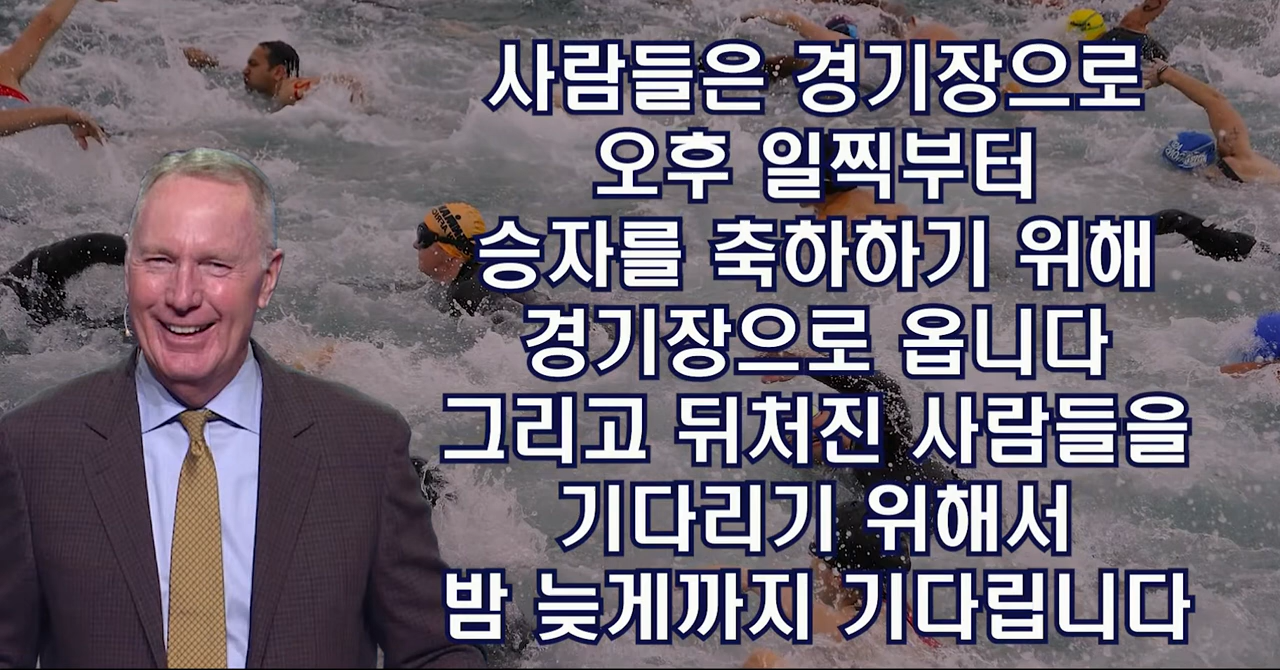 사람들은 경기장으로
오후 일찍부터
승자를 축하하기 위해
경기장으로 옵니다
그리고 뒤처진 사람들을
기다리기 위해서
밤 늦게까지 기다립니다